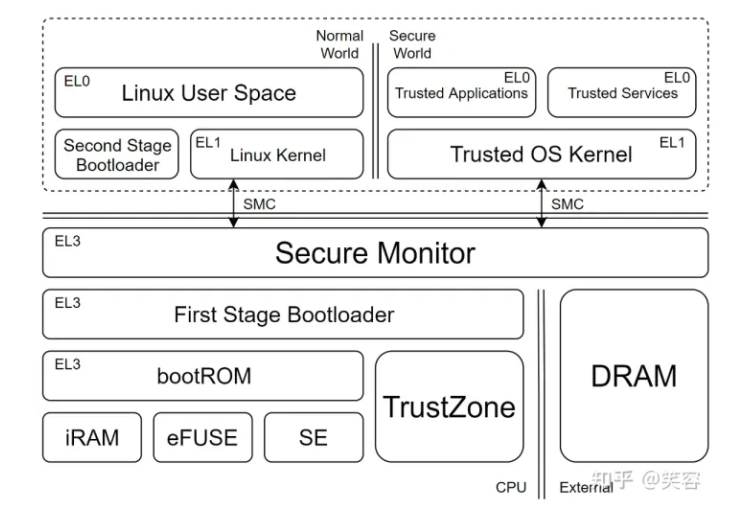 Normal
World
Secure
World
EL0
Linux User Space
EL0
Trusted Applications
EL0
Trusted Services
Second Stage
Bootloader
EL1
Linux Kernel
EL1
Trusted OS Kernel
SMC
SMC
EL3
Secure Monitor
EL3
First Stage Bootloader
DRAM
EL3
bootROM
TrustZone
iRAM
eFUSE
SE
CPU
External
知乎 @笑容